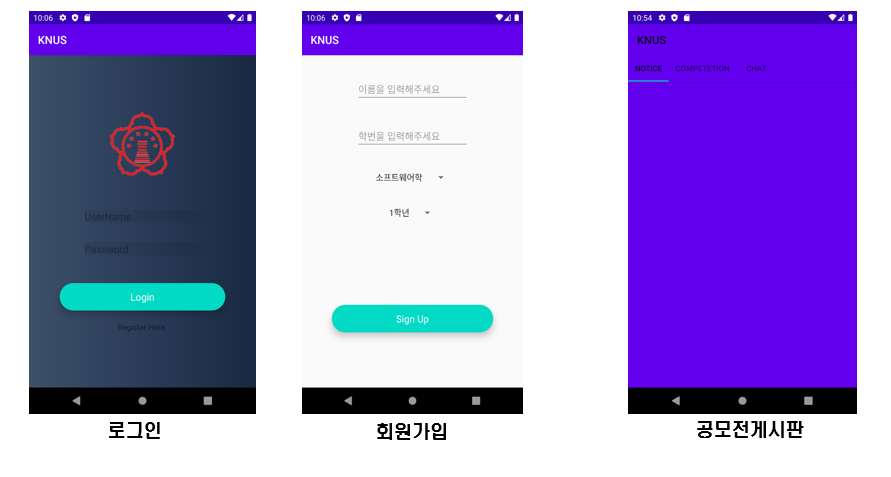 10:06
KNUS
UserName
Password
Login
Register Here
로그인
10:06
KNUS
이름을 입력해주세요
학번을 입력해주세요
소프트웨어학
1학년
Sign Up
회원가입
10:54
KNUS
NOTICE COMPETETION CHAT
공모전게시판